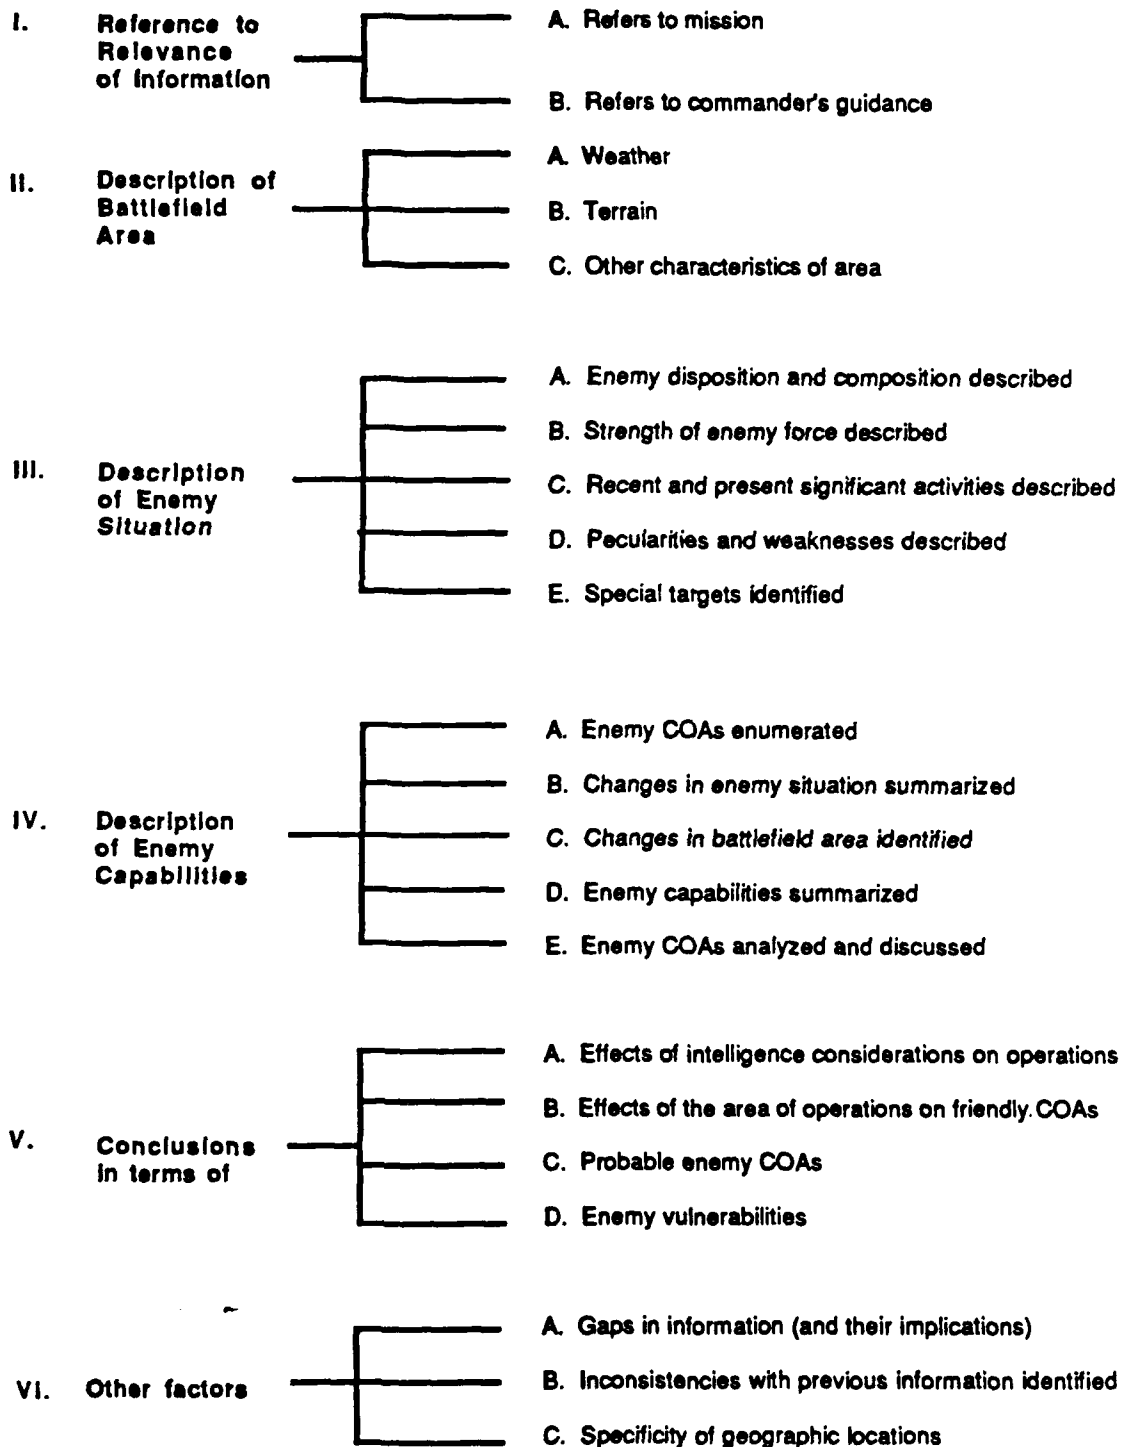 I. Reference to
Relevance
of Information
A. Refers to mission
B. Refers to commander's guidance
II. Description of
Battlefield
Area
A. Weather
B. Terrain
C. Other characteristics of area
III. Description
of Enemy
Situation
A. Enemy disposition and composition described
B. Strength of enemy force described
C. Recent and present significant activities described
D. Pecularities and weaknesses described
E. Special targets identified
IV. Description
of Enemy
Capabilities
A. Enemy COAs enumerated
B. Changes in enemy situation summarized
C. Changes in battlefield area identified
D. Enemy capabilities summarized
E. Enemy COAs analyzed and discussed
V. Conclusions
in terms of
A. Effects of intelligence considerations on operations
B. Effects of the area of operations on friendly.COAs
C. Probable enemy COAs
D. Enemy vulnerabilities
VI. Other factors
A. Gaps in information (and their implications)
B. Inconsistencies with previous information identified
C. Specificity of geographic locations